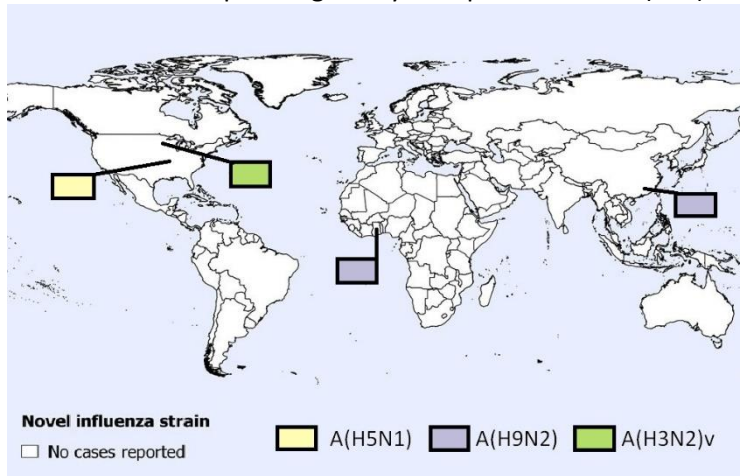 Novel influenza strain
No cases reported
A(H5N1)
A(H9N2)
A(H3N2)v